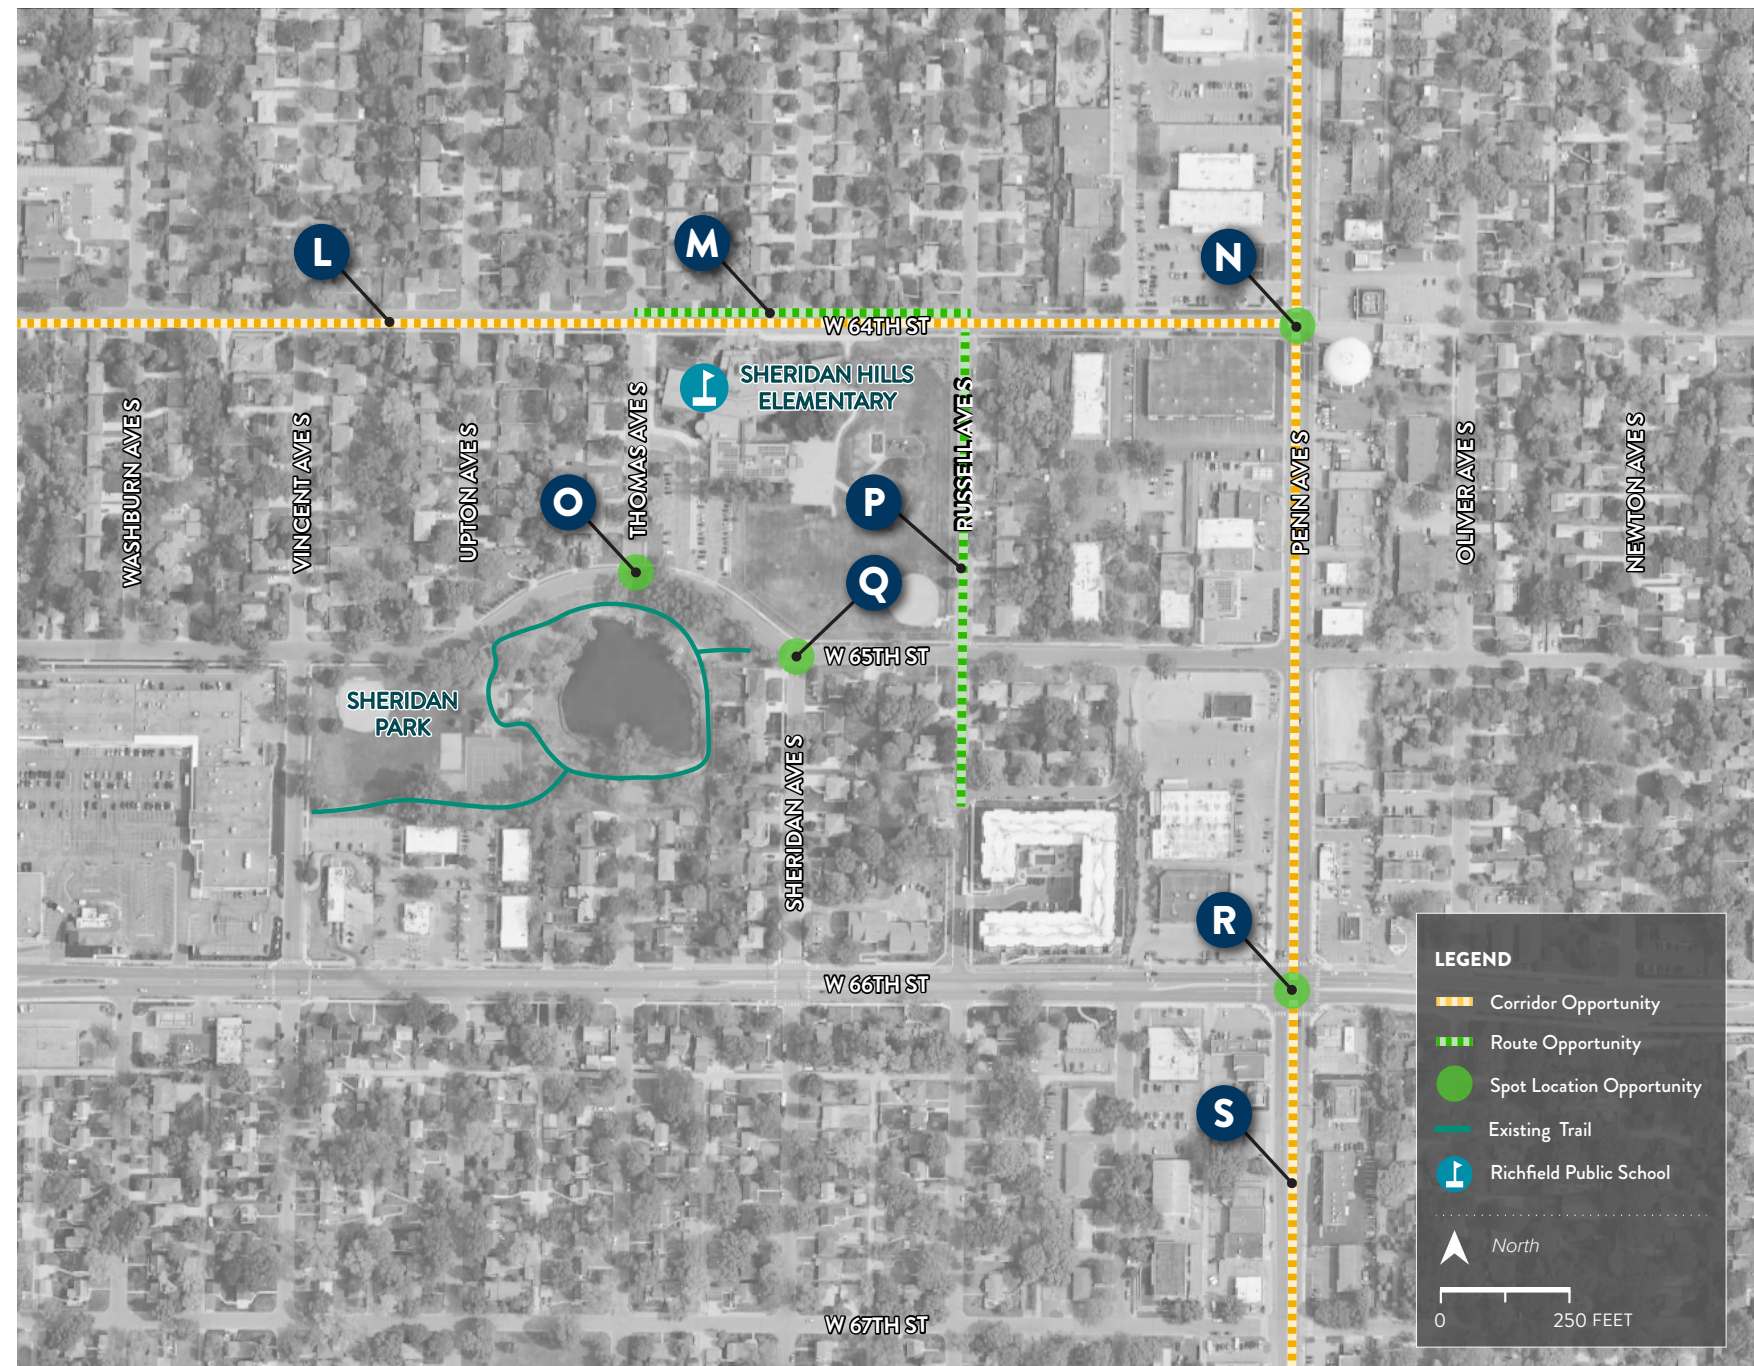 L
M
N
W 64TH ST
SHERIDAN HILLS
ELEMENTARY
WASHBURN AVE S
VINCENT AVE S
UPTON AVE S
THOMAS AVE S
RUSSELL AVE S
PENN AVE S
OLIVER AVE S
NEWTON AVE S
O
P
Q
W 65TH ST
SHERIDAN
PARK
SHERIDAN AVE S
R
W 66TH ST
S
W 67TH ST
LEGEND
Corridor Opportunity
Route Opportunity
Spot Location Opportunity
Existing Trail
Richfield Public School
North
0 250 FEET